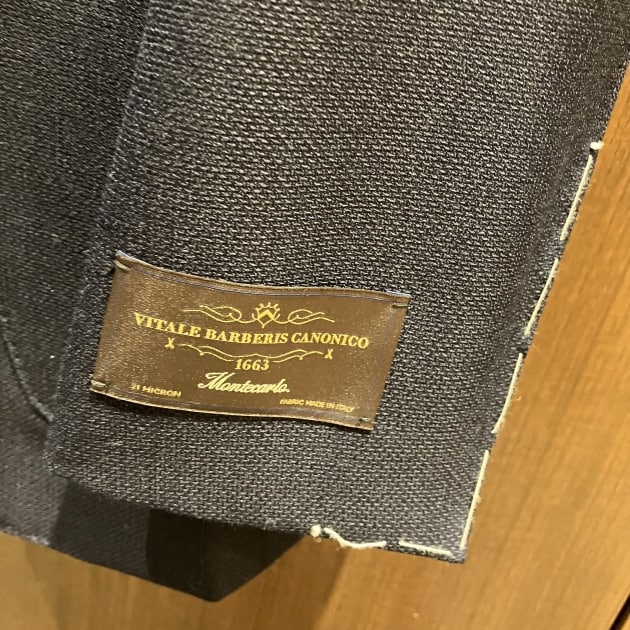 VITALE BARBERIS CANONICO
1663
Montecarlo.
21 MICRON
FABRIC MADE IN ITALY